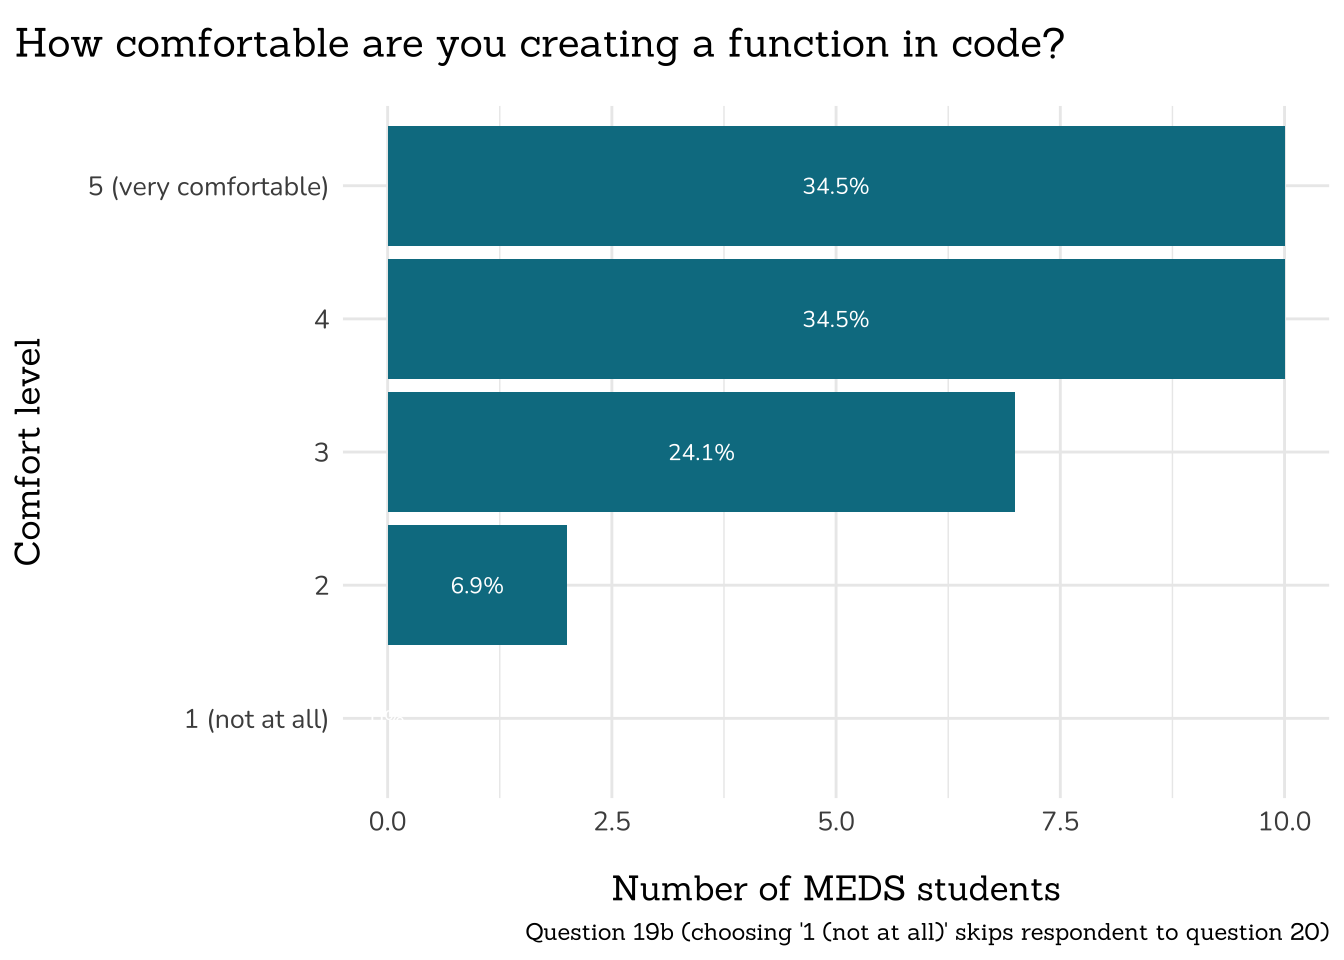 How comfortable are you creating a function in code?
5 (very comfortable)
34.5%
4
34.5%
3
24.1%
2
6.9%
1 (not at all)
Comfort level
0.0 2.5 5.0 7.5 10.0
Number of MEDS students
Question 19b (choosing '1 (not at all)' skips respondent to question 20)